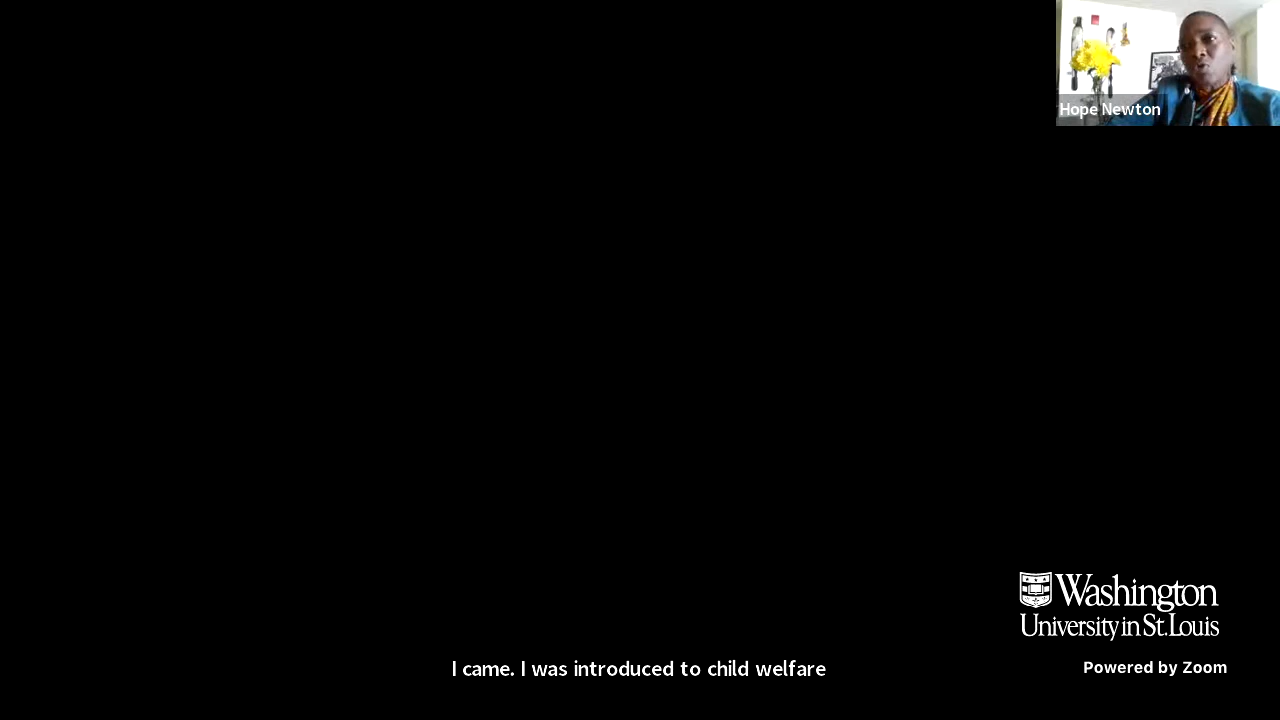 Hope Newton
Washington
University in St. Louis
I came. I was introduced to child welfare
Powered by Zoom